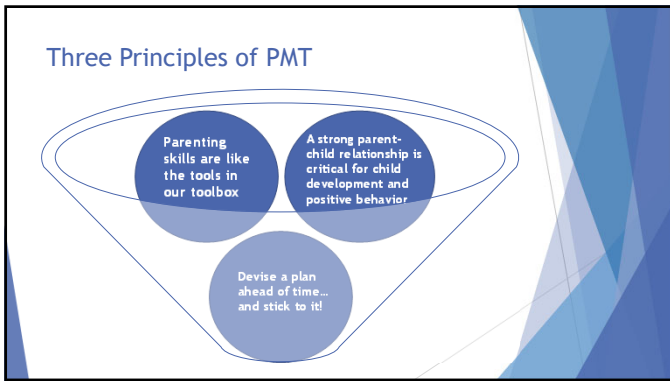 Three Principles of PMT
Parenting
skills are like
the tools in
our toolbox
A strong parent-
child relationship is
critical for child
development and
positive behavior
Devise a plan
ahead of time…
and stick to it!